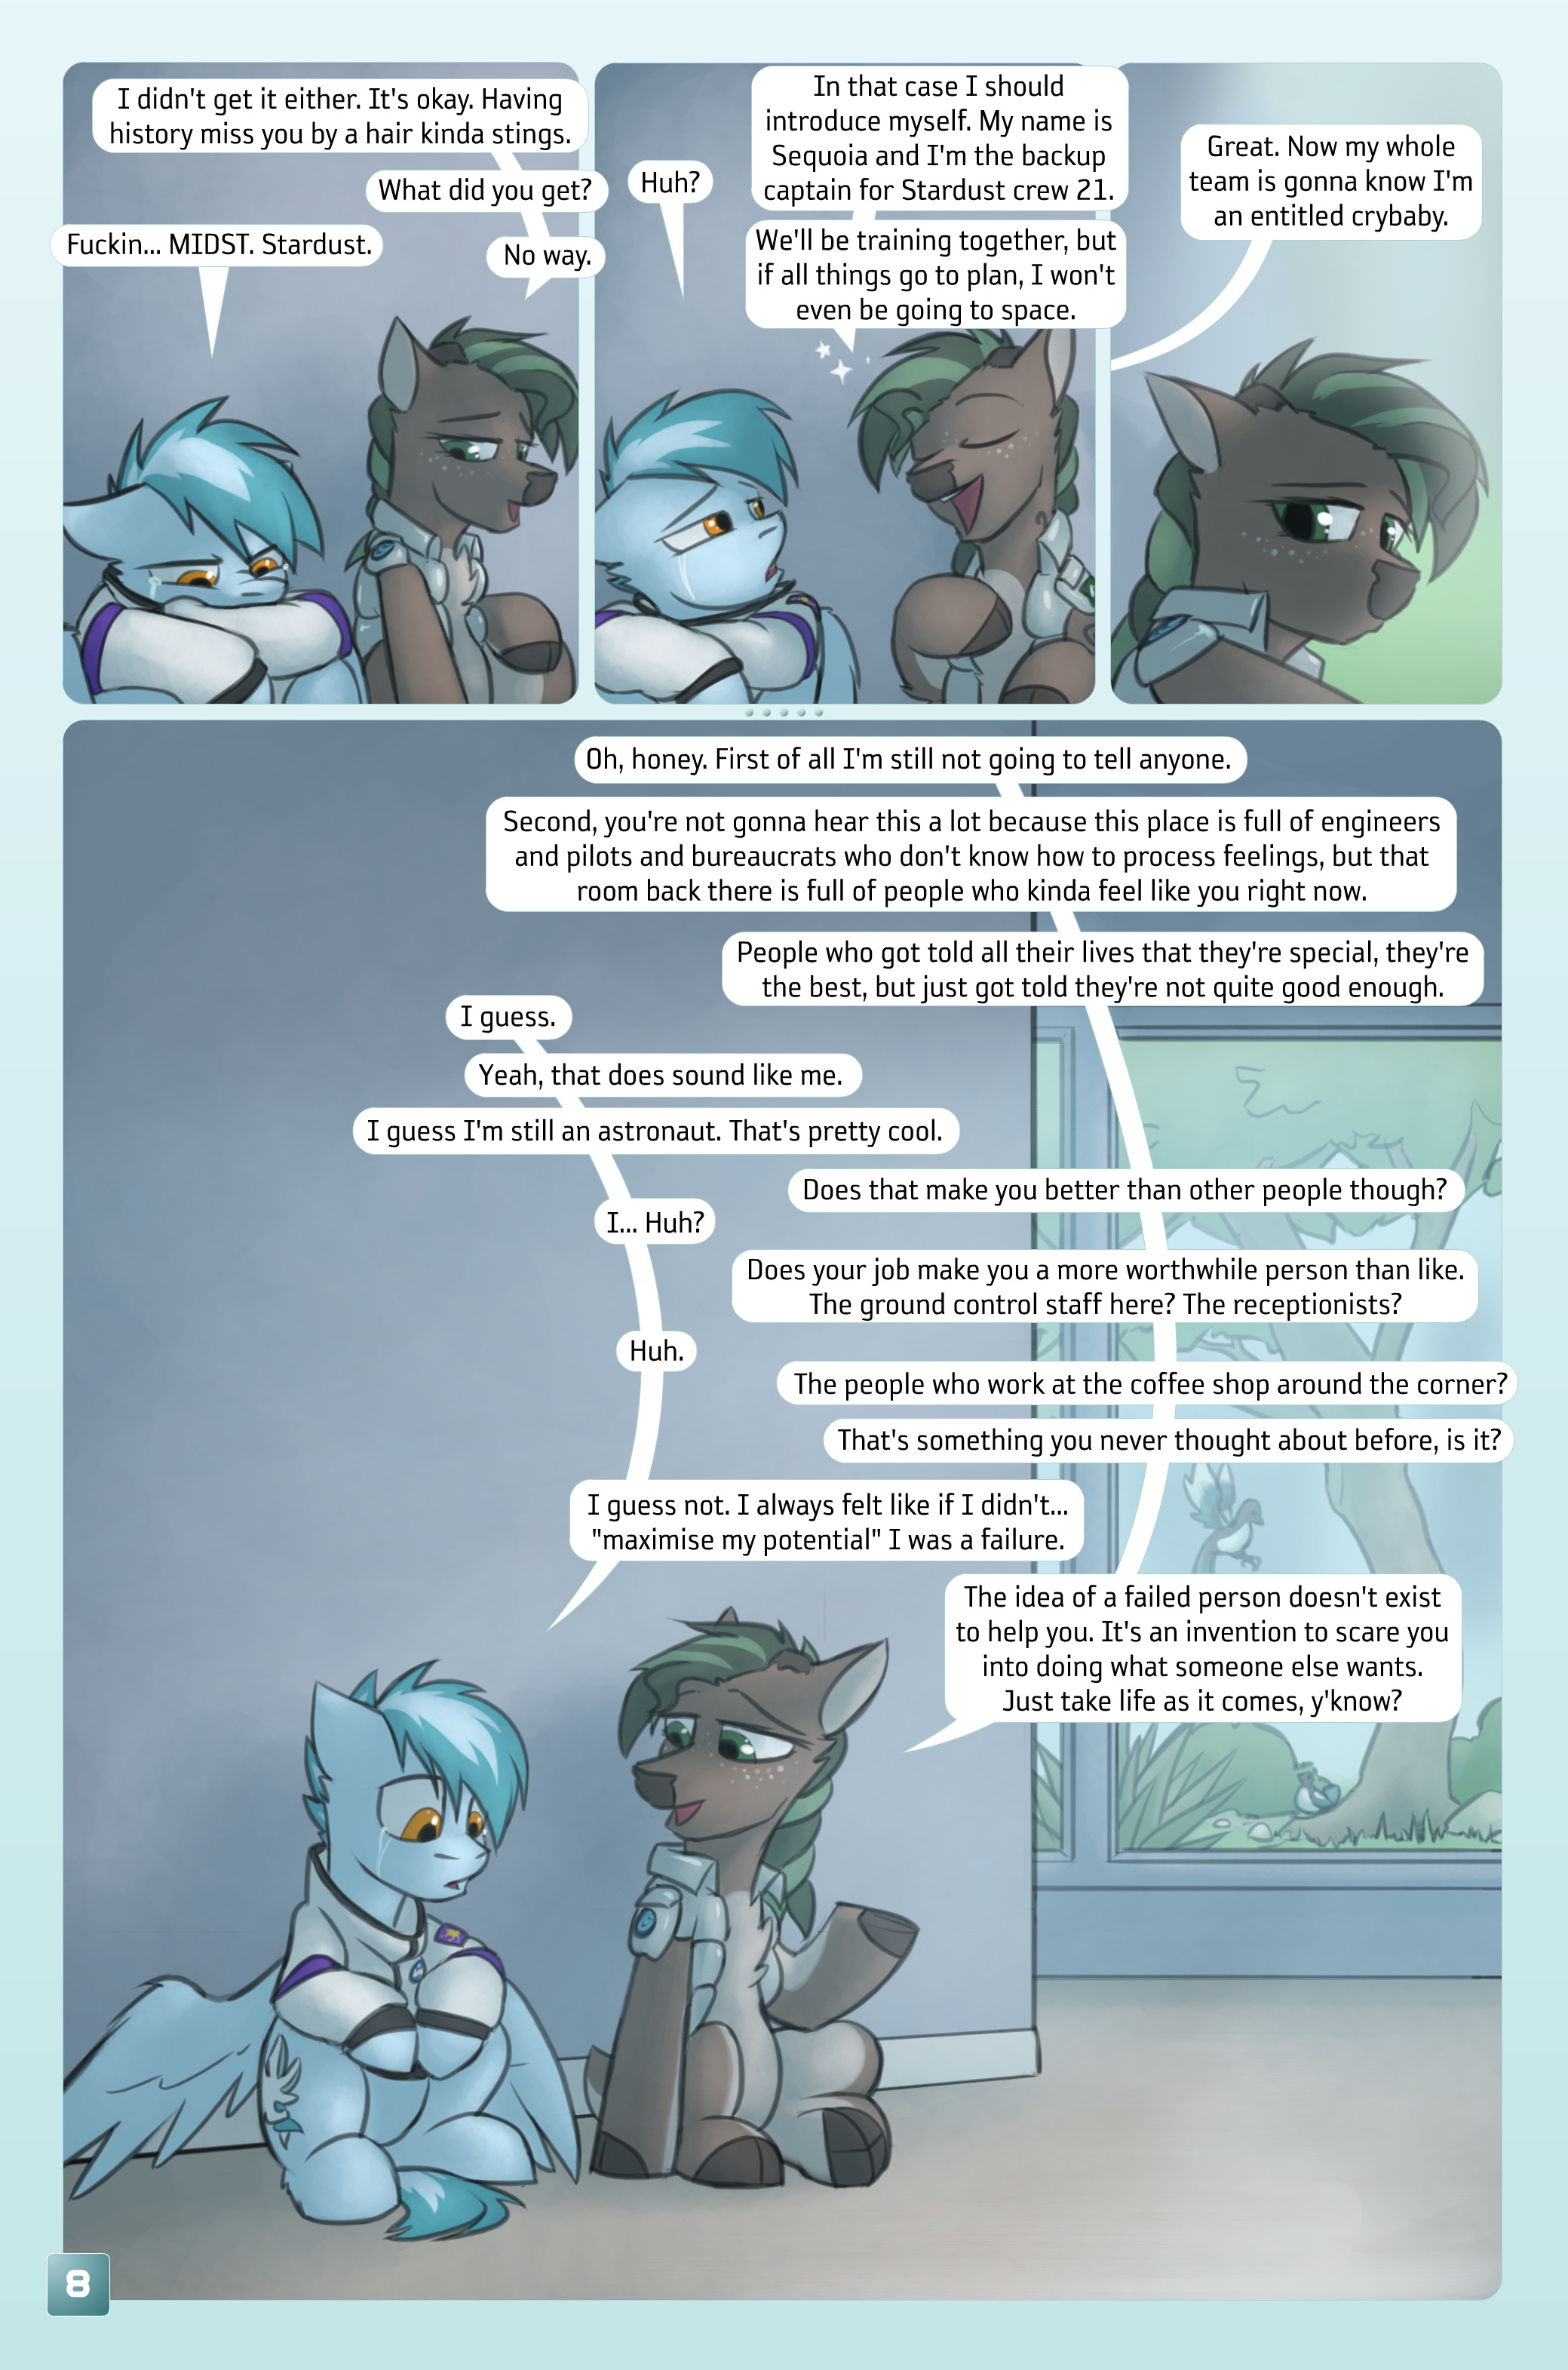 I didn't get it either. It's okay. Having
history miss you by a hair kinda stings.
What did you get?
Fuckin... MIDST. Stardust.
No way.
Huh?
In that case I should
introduce myself. My name is
Sequoia and I'm the backup
captain for Stardust crew 21.
We'll be training together, but
if all things go to plan, I won't
even be going to space.
Great. Now my whole
team is gonna know I'm
an entitled crybaby.
Oh, honey. First of all I'm still not going to tell anyone.
Second, you're not gonna hear this a lot because this place is full of engineers
and pilots and bureaucrats who don't know how to process feelings, but that
room back there is full of people who kinda feel like you right now.
People who got told all their lives that they're special, they're
the best, but just got told they're not quite good enough.
I guess.
Yeah, that does sound like me.
I guess I'm still an astronaut. That's pretty cool.
Does that make you better than other people though?
I... Huh?
Does your job make you a more worthwhile person than like.
The ground control staff here? The receptionists?
Huh.
The people who work at the coffee shop around the corner?
That's something you never thought about before, is it?
I guess not. I always felt like if I didn't...
"maximise my potential" I was a failure.
The idea of a failed person doesn't exist
to help you. It's an invention to scare you
into doing what someone else wants.
Just take life as it comes, y'know?
8